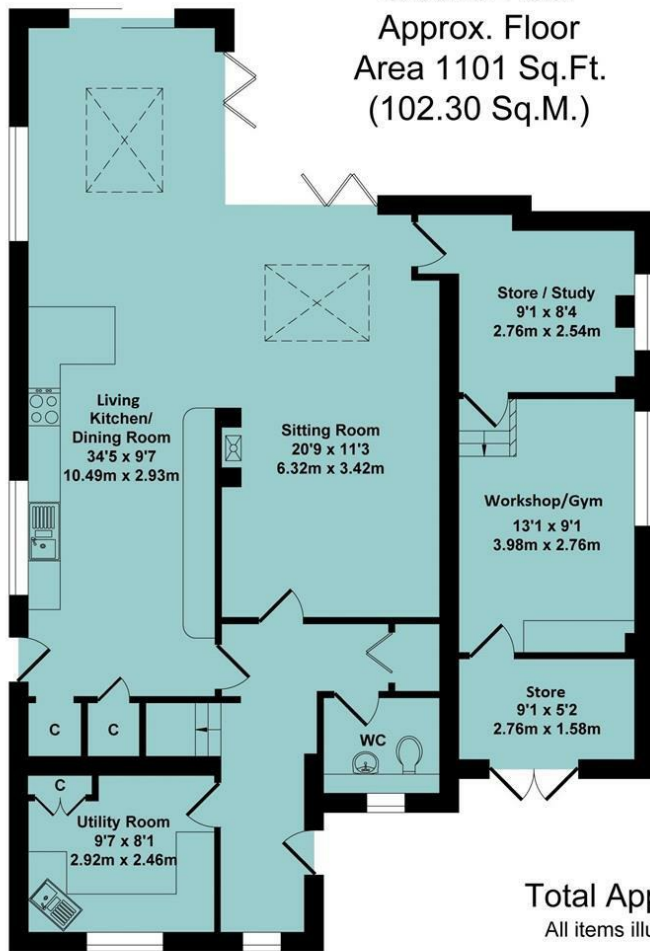 Approx. Floor
Area 1101 Sq.Ft.
(102.30 Sq.M.)
Store / Study
9'1 x 8'4
2.76m x 2.54m
Living
Kitchen/
Dining Room
34'5 x 9'7
10.49m x 2.93m
Sitting Room
20'9 x 11'3
6.32m x 3.42m
Workshop/Gym
13'1 x 9'1
3.98m x 2.76m
Store
9'1 x 5'2
2.76m x 1.58m
C
C
WC
C
Utility Room
9'7 x 8'1
2.92m x 2.46m
Total App
All items illu